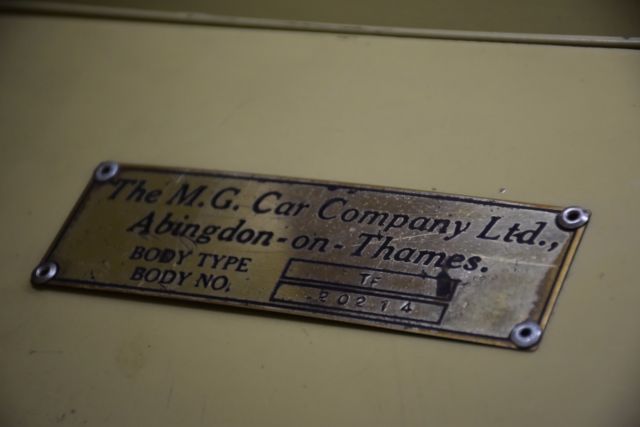 The M.G. Car Company Ltd.,
Abingdon-on-Thames.
BODY TYPE TF
BODY NO. 20214